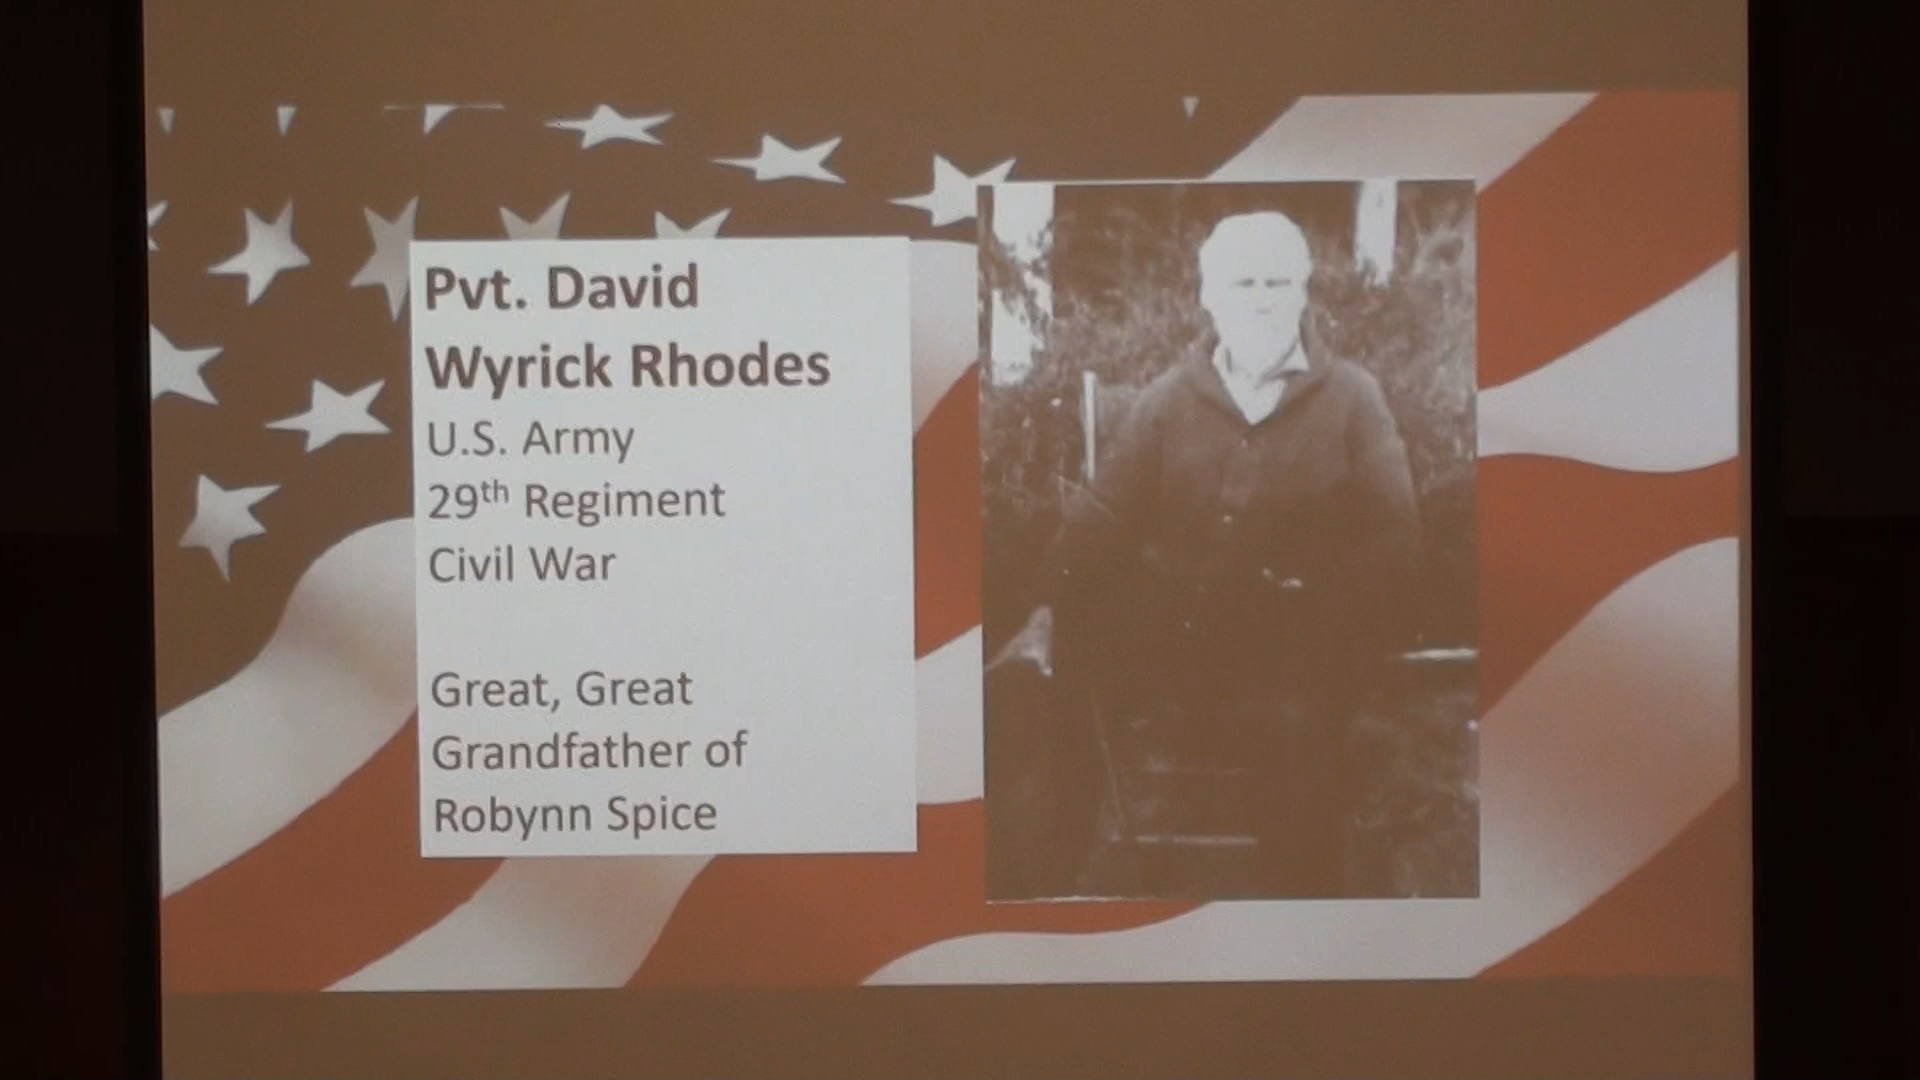 Pvt. David
Wyrick Rhodes
U.S. Army
29th Regiment
Civil War
Great, Great
Grandfather of
Robynn Spice